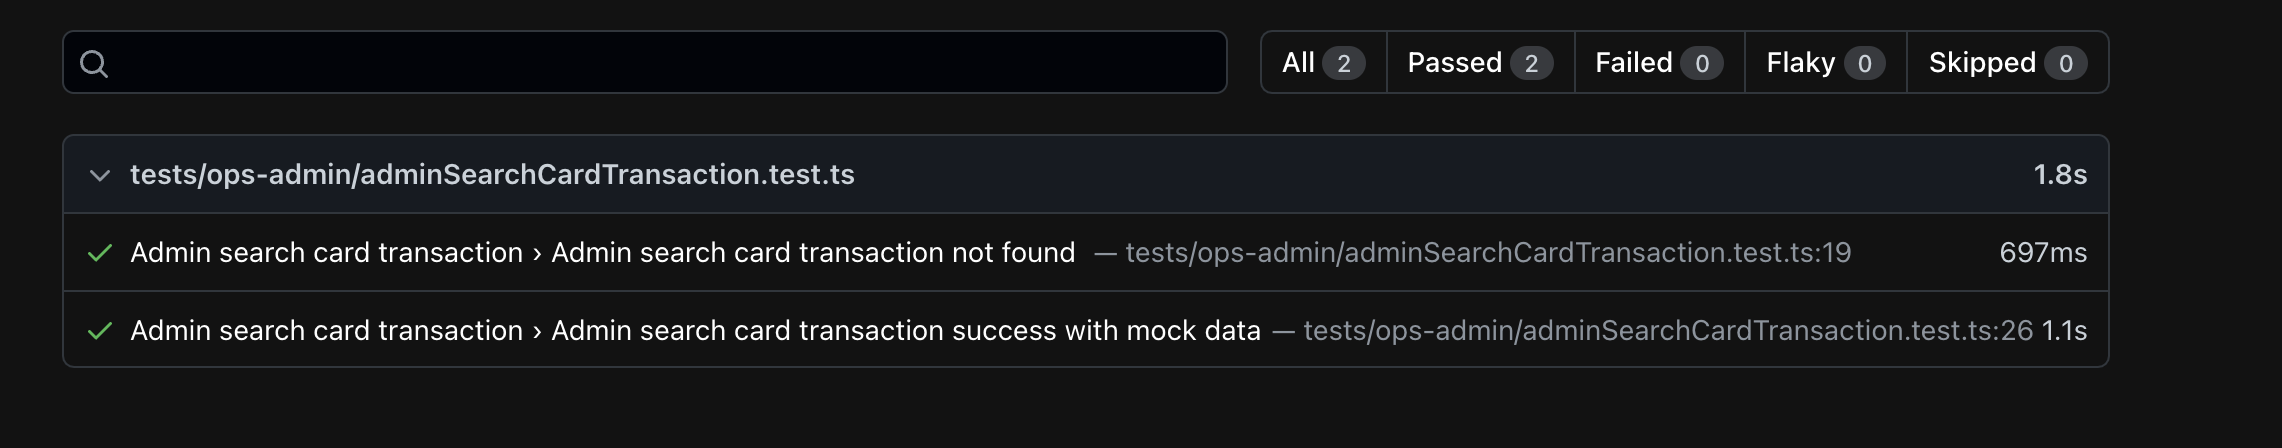 All 2 Passed 2 Failed 0 Flaky 0 Skipped 0
tests/ops-admin/adminSearchCardTransaction.test.ts 1.8s
Admin search card transaction › Admin search card transaction not found — tests/ops-admin/adminSearchCardTransaction.test.ts:19 697ms
Admin search card transaction › Admin search card transaction success with mock data — tests/ops-admin/adminSearchCardTransaction.test.ts:26 1.1s